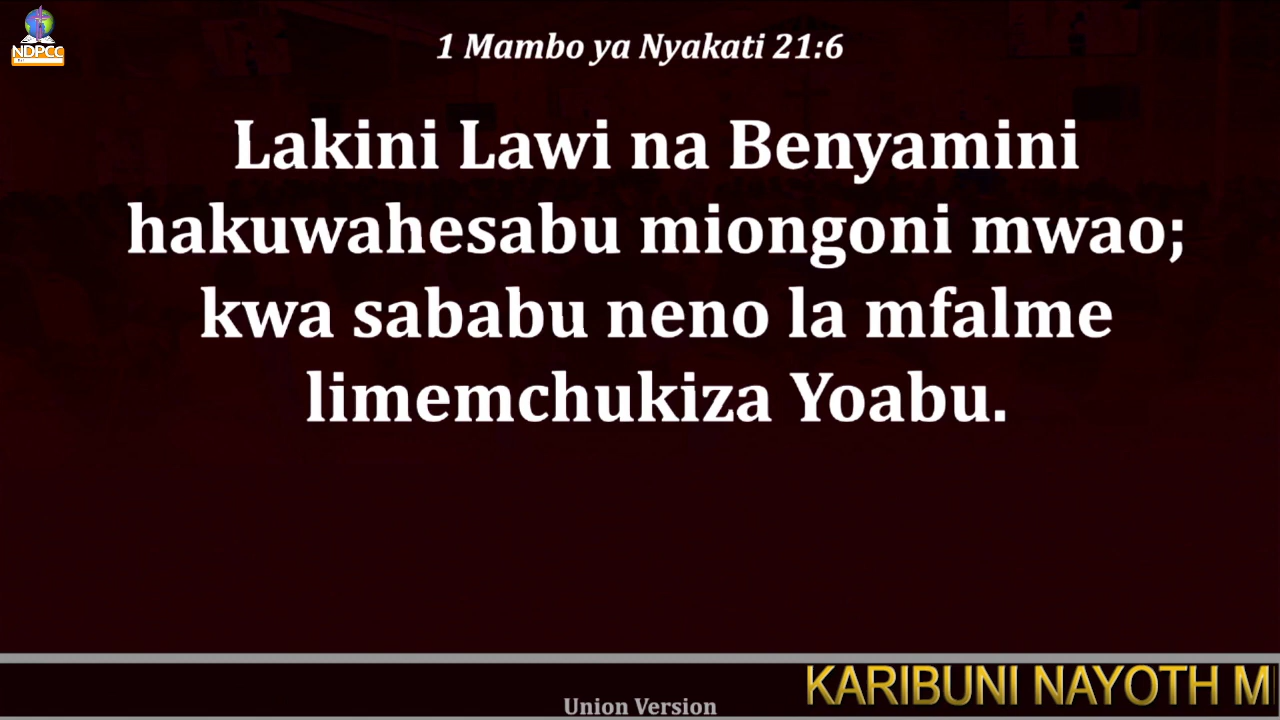 NDPCC
1 Mambo ya Nyakati 21:6
Lakini Lawi na Benyamini
hakuwahesabu miongoni mwao;
kwa sababu neno la mfalme
limemchukiza Yoabu.
KARIBUNI NAYOTH M
Union Version